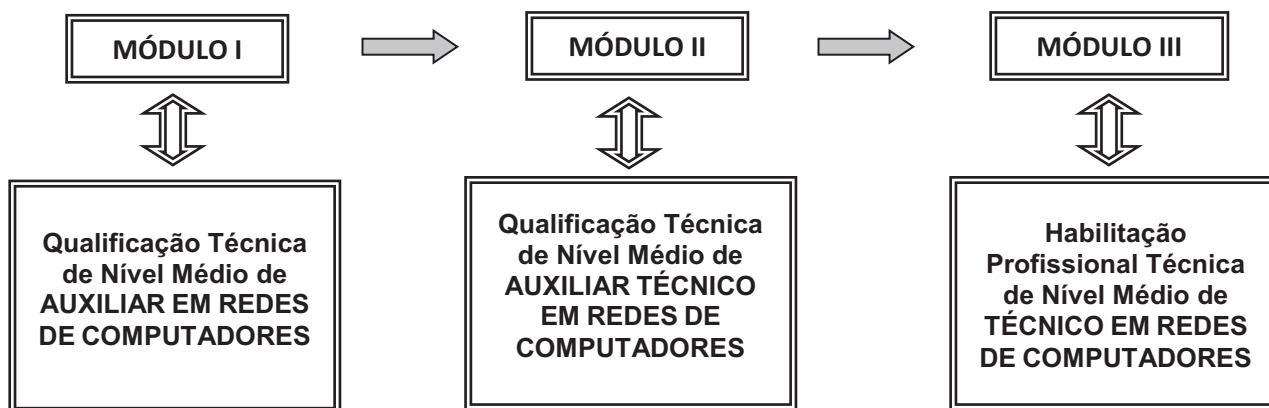 MÓDULO I
MÓDULO II
MÓDULO III
Qualificação Técnica
de Nível Médio de
AUXILIAR EM REDES
DE COMPUTADORES
Qualificação Técnica
de Nível Médio de
AUXILIAR TÉCNICO
EM REDES DE
COMPUTADORES
Habilitação
Profissional Técnica
de Nível Médio de
TÉCNICO EM REDES
DE COMPUTADORES